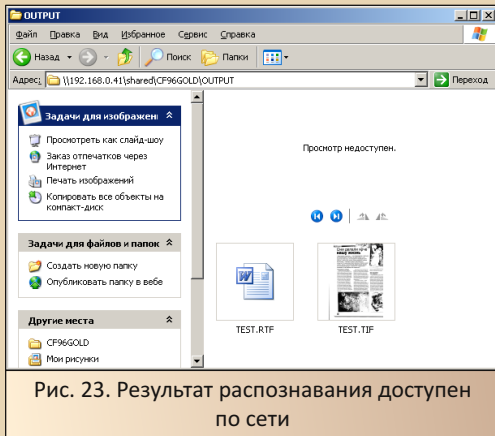 OUTPUT
Файл Правка Вид Избранное Сервис Справка
Назад Поиск Папки
Адрес: \\192.168.0.41\shared\CF96GOLD\OUTPUT Переход
Задачи для изображен
Просмотреть как слайд-шоу
Заказ отпечатков через
Интернет
Печать изображений
Копировать все объекты на
компакт-диск
Задачи для файлов и папок
Создать новую папку
Опубликовать папку в вебе
Другие места
CF96GOLD
Мои рисунки
Просмотр недоступен.
TEST.RTF TEST.TIF
Рис. 23. Результат распознавания доступен
по сети